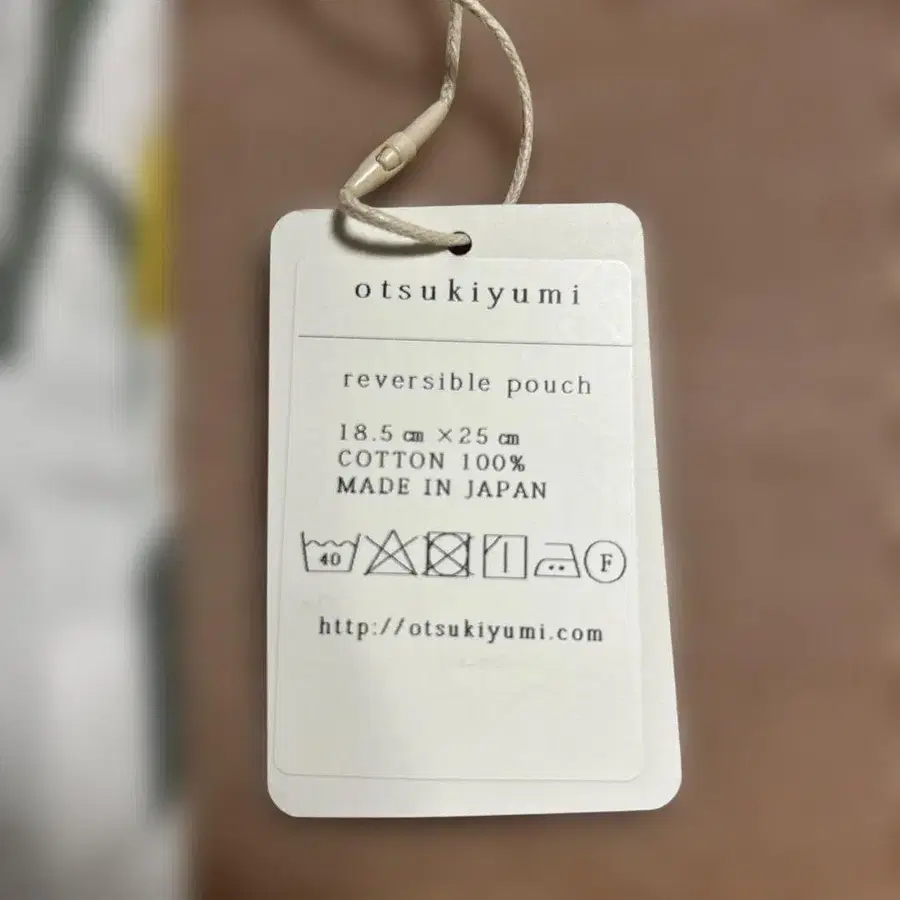 otsukiyumi
reversible pouch
18.5 ㎝ ×25 ㎝
COTTON 100%
MADE IN JAPAN
40 F
http://otsukiyumi.com